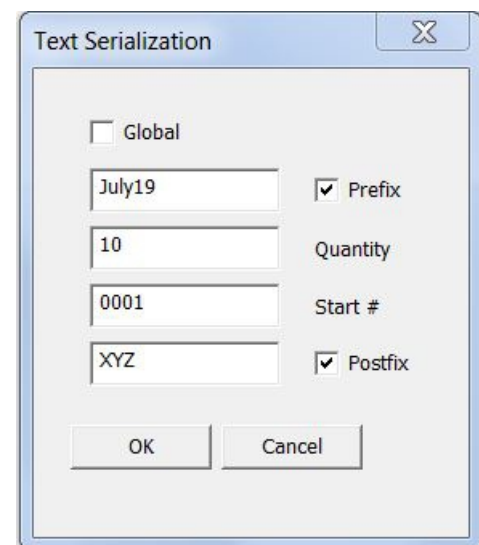 Text Serialization
Global
July19 Prefix
10 Quantity
0001 Start #
XYZ Postfix
OK Cancel